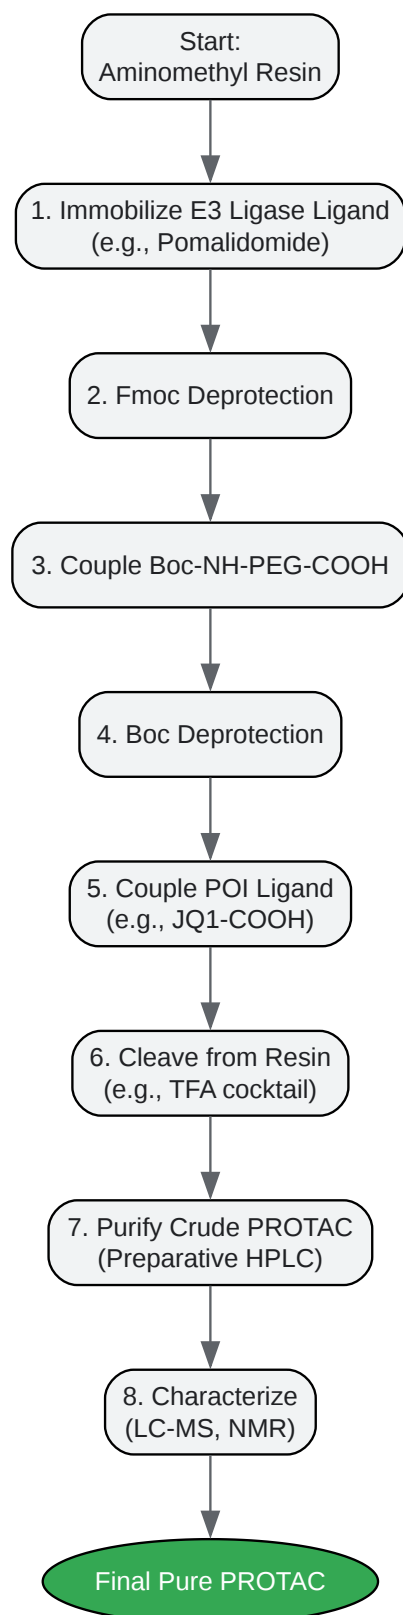 Start:
Aminomethyl Resin
1. Immobilize E3 Ligase Ligand
(e.g., Pomalidomide)
2. Fmoc Deprotection
3. Couple Boc-NH-PEG-COOH
4. Boc Deprotection
5. Couple POI Ligand
(e.g., JQ1-COOH)
6. Cleave from Resin
(e.g., TFA cocktail)
7. Purify Crude PROTAC
(Preparative HPLC)
8. Characterize
(LC-MS, NMR)
Final Pure PROTAC